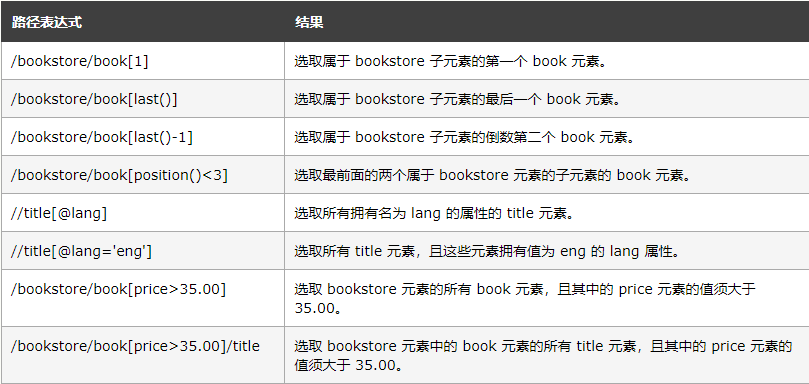 路径表达式 结果
/bookstore/book[1] 选取属于 bookstore 子元素的第一个 book 元素。
/bookstore/book[last()] 选取属于 bookstore 子元素的最后一个 book 元素。
/bookstore/book[last()-1] 选取属于 bookstore 子元素的倒数第二个 book 元素。
/bookstore/book[position()<3] 选取最前面的两个属于 bookstore 元素的子元素的 book 元素。
//title[@lang] 选取所有拥有名为 lang 的属性的 title 元素。
//title[@lang='eng'] 选取所有 title 元素，且这些元素拥有值为 eng 的 lang 属性。
/bookstore/book[price>35.00] 选取 bookstore 元素的所有 book 元素，且其中的 price 元素的值须大于
35.00。
/bookstore/book[price>35.00]/title 选取 bookstore 元素中的 book 元素的所有 title 元素，且其中的 price 元素的
值须大于 35.00。